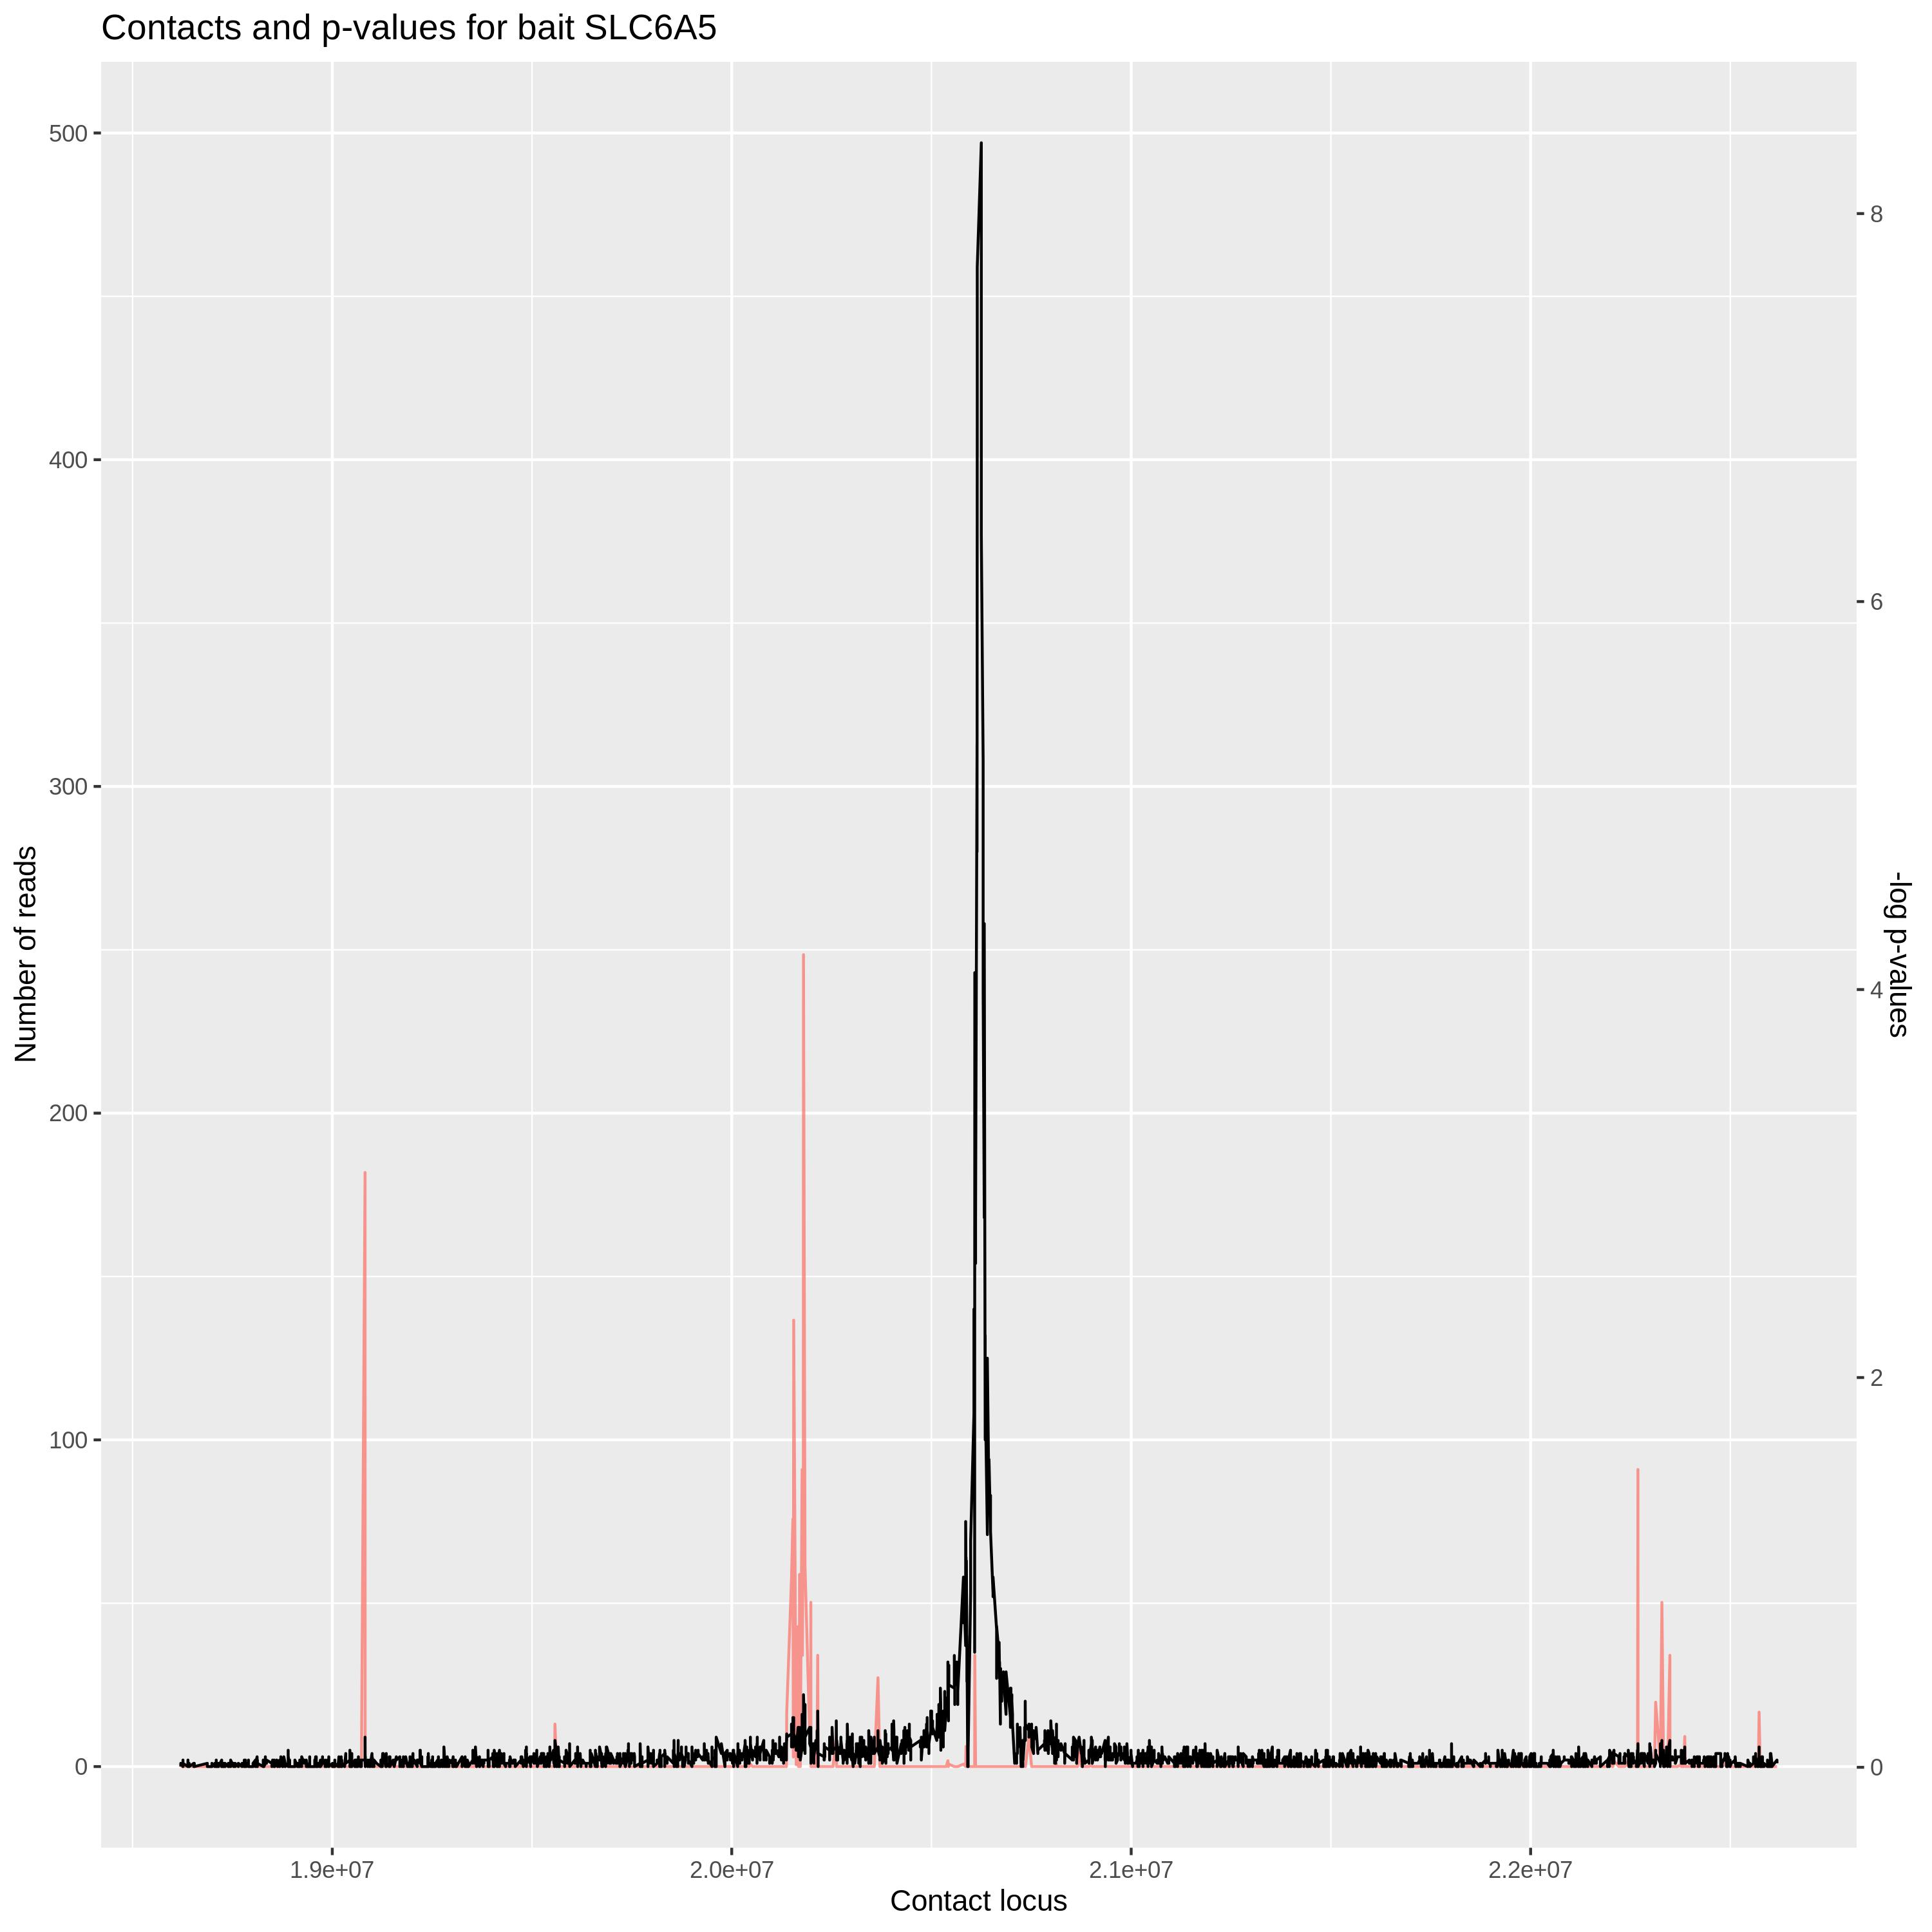 Contacts and p-values for bait SLC6A5
500
400
300
200
100
0
Number of reads
8
6
4
2
0
-log p-values
1.9e+07 2.0e+07 2.1e+07 2.2e+07
Contact locus